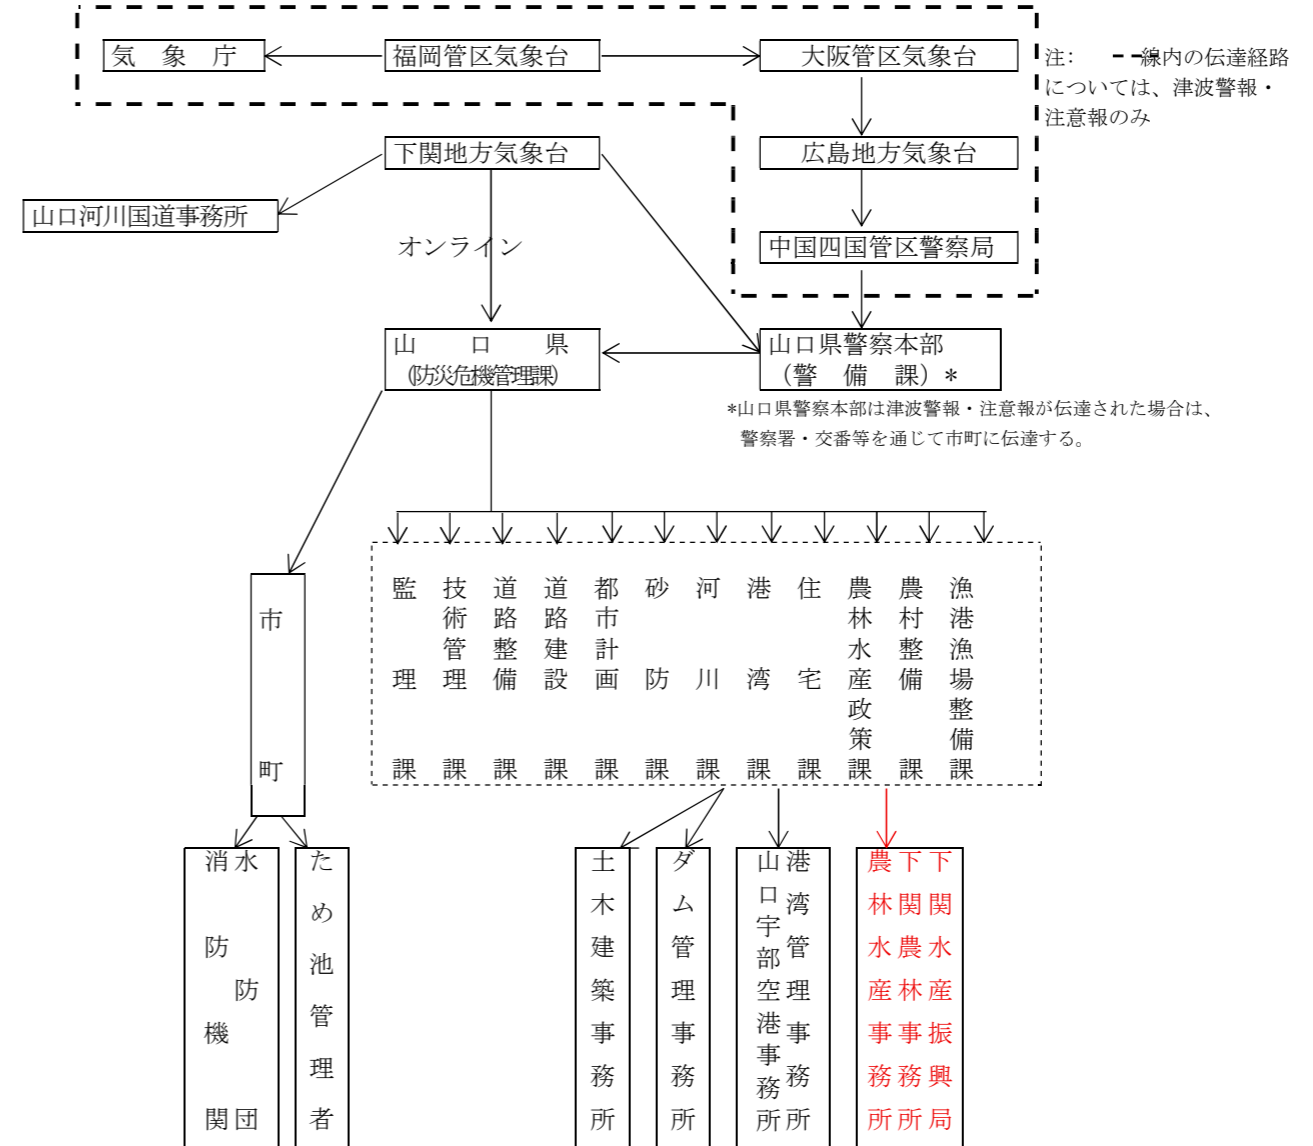 気　象　庁
福岡管区気象台
大阪管区気象台
注：　線内の伝達経路
については、津波警報・
注意報のみ
下関地方気象台
広島地方気象台
山口河川国道事務所
オンライン
中国四国管区警察局
山　口　県
（防災危機管理課）
山口県警察本部
（警　備　課）*
*山口県警察本部は津波警報・注意報が伝達された場合は、
警察署・交番等を通じて市町に伝達する。
市町
監理課
技術管理課
道路整備課
道路建設課
都市計画課
砂防課
河川課
港湾課
住宅課
農林水産政策課
農村整備課
漁港漁場整備課
水防団
消防機関
ため池管理者
土木建築事務所
ダム管理事務所
港湾管理事務所
山口宇部空港事務所
下関水産振興局
下関農林事務所
農林水産事務所